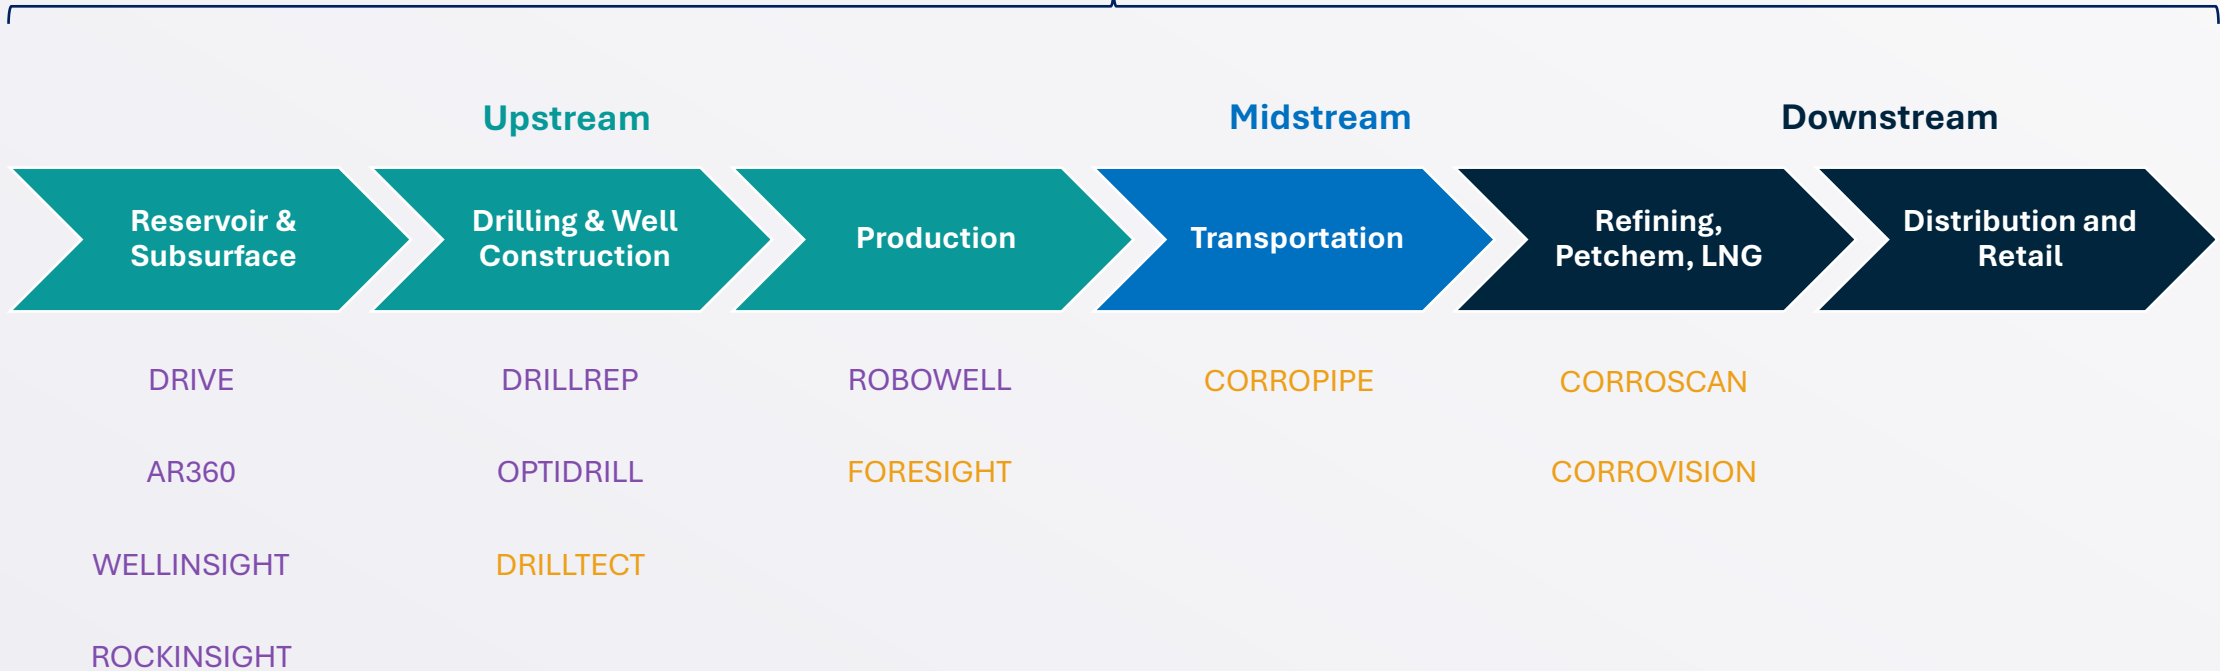 Upstream
Midstream
Downstream
Reservoir &
Subsurface
Drilling & Well
Construction
Production
Transportation
Refining,
Petchem, LNG
Distribution and
Retail
DRIVE
DRILLREP
ROBOWELL
CORROPIPE
CORROSCAN
AR360
OPTIDRILL
FORESIGHT
CORROVISION
WELLINSIGHT
DRILLTECT
ROCKINSIGHT